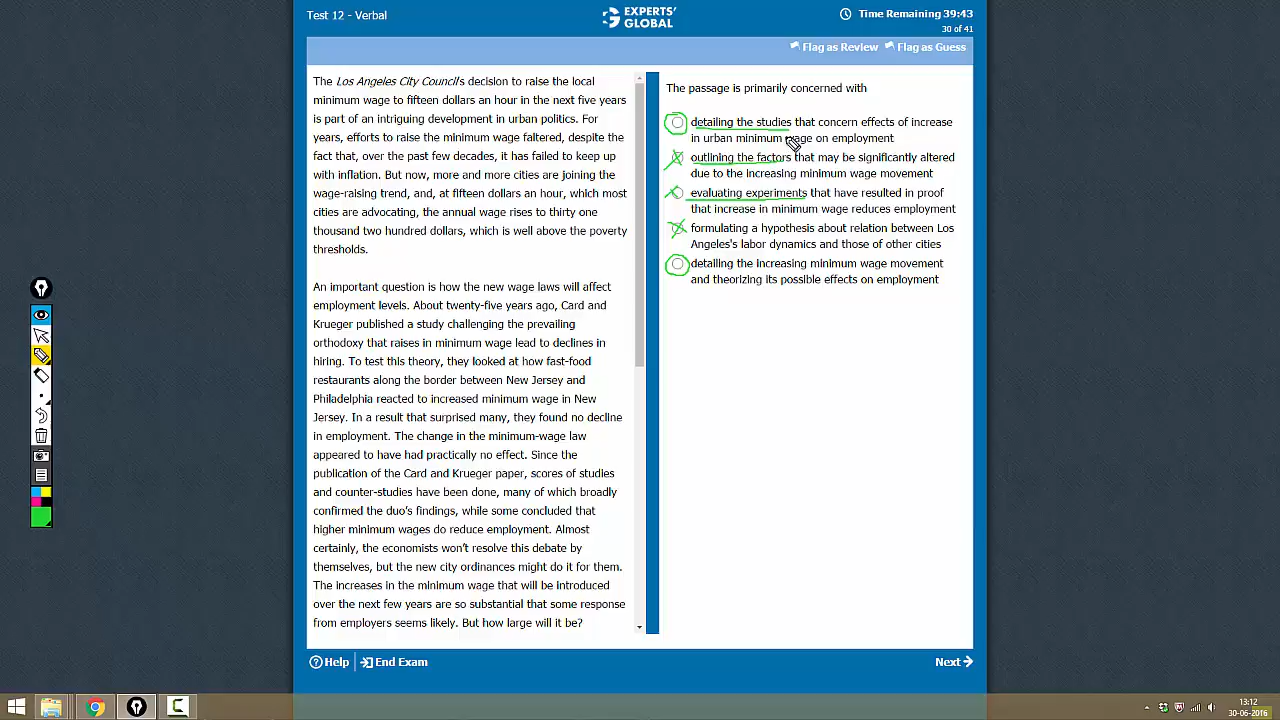 Test 12 - Verbal
EXPERTS'
GLOBAL
Time Remaining 39:43
30 of 41
Flag as Review
Flag as Guess
The Los Angeles City Council's decision to raise the local
minimum wage to fifteen dollars an hour in the next five years
is part of an intriguing development in urban politics. For
years, efforts to raise the minimum wage faltered, despite the
fact that, over the past few decades, it has failed to keep up
with inflation. But now, more and more cities are joining the
wage-raising trend, and, at fifteen dollars an hour, which most
cities are advocating, the annual wage rises to thirty one
thousand two hundred dollars, which is well above the poverty
thresholds.
An important question is how the new wage laws will affect
employment levels. About twenty-five years ago, Card and
Krueger published a study challenging the prevailing
orthodoxy that raises in minimum wage lead to declines in
hiring. To test this theory, they looked at how fast-food
restaurants along the border between New Jersey and
Philadelphia reacted to increased minimum wage in New
Jersey. In a result that surprised many, they found no decline
in employment. The change in the minimum-wage law
appeared to have had practically no effect. Since the
publication of the Card and Krueger paper, scores of studies
and counter-studies have been done, many of which broadly
confirmed the duo's findings, while some concluded that
higher minimum wages do reduce employment. Almost
certainly, the economists won't resolve this debate by
themselves, but the new city ordinances might do it for them.
The increases in the minimum wage that will be introduced
over the next few years are so substantial that some response
from employers seems likely. But how large will it be?
The passage is primarily concerned with
detailing the studies that concern effects of increase
in urban minimum wage on employment
outlining the factors that may be significantly altered
due to the increasing minimum wage movement
evaluating experiments that have resulted in proof
that increase in minimum wage reduces employment
formulating a hypothesis about relation between Los
Angeles's labor dynamics and those of other cities
detailing the increasing minimum wage movement
and theorizing its possible effects on employment
Help
End Exam
Next
13:12
30-06-2016